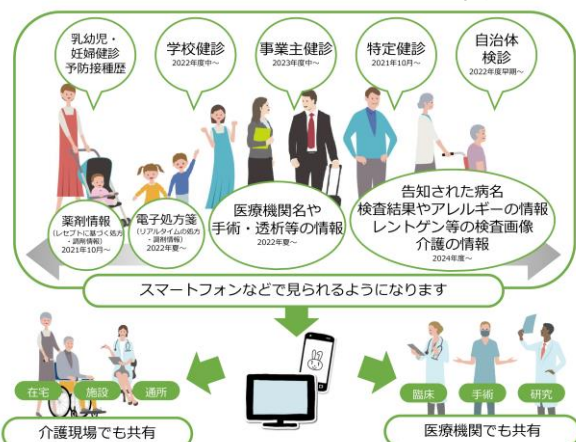 乳幼児・
妊婦健診
予防接種歴
学校健診
2022年度中～
事業主健診
2023年度中～
特定健診
2021年10月～
自治体
検診
2022年度早期～
薬剤情報
(レセプトに基づく処方
・調剤情報)
2021年10月～
電子処方箋
(リアルタイムの処方
・調剤情報)
2022年夏～
医療機関名や
手術・透析等の情報
2022年夏～
告知された病名
検査結果やアレルギーの情報
レントゲン等の検査画像
介護の情報
2024年度～
スマートフォンなどで見られるようになります
在宅
施設
通所
介護現場でも共有
臨床
手術
研究
医療機関でも共有